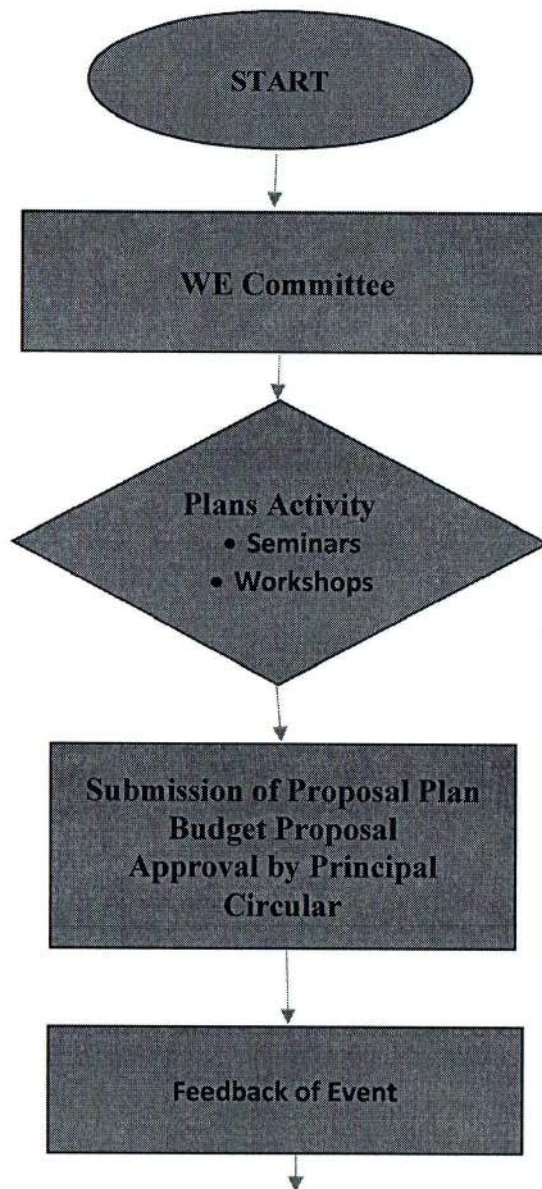 START
WE Committee
Plans Activity
• Seminars
• Workshops
Submission of Proposal Plan
Budget Proposal
Approval by Principal
Circular
Feedback of Event